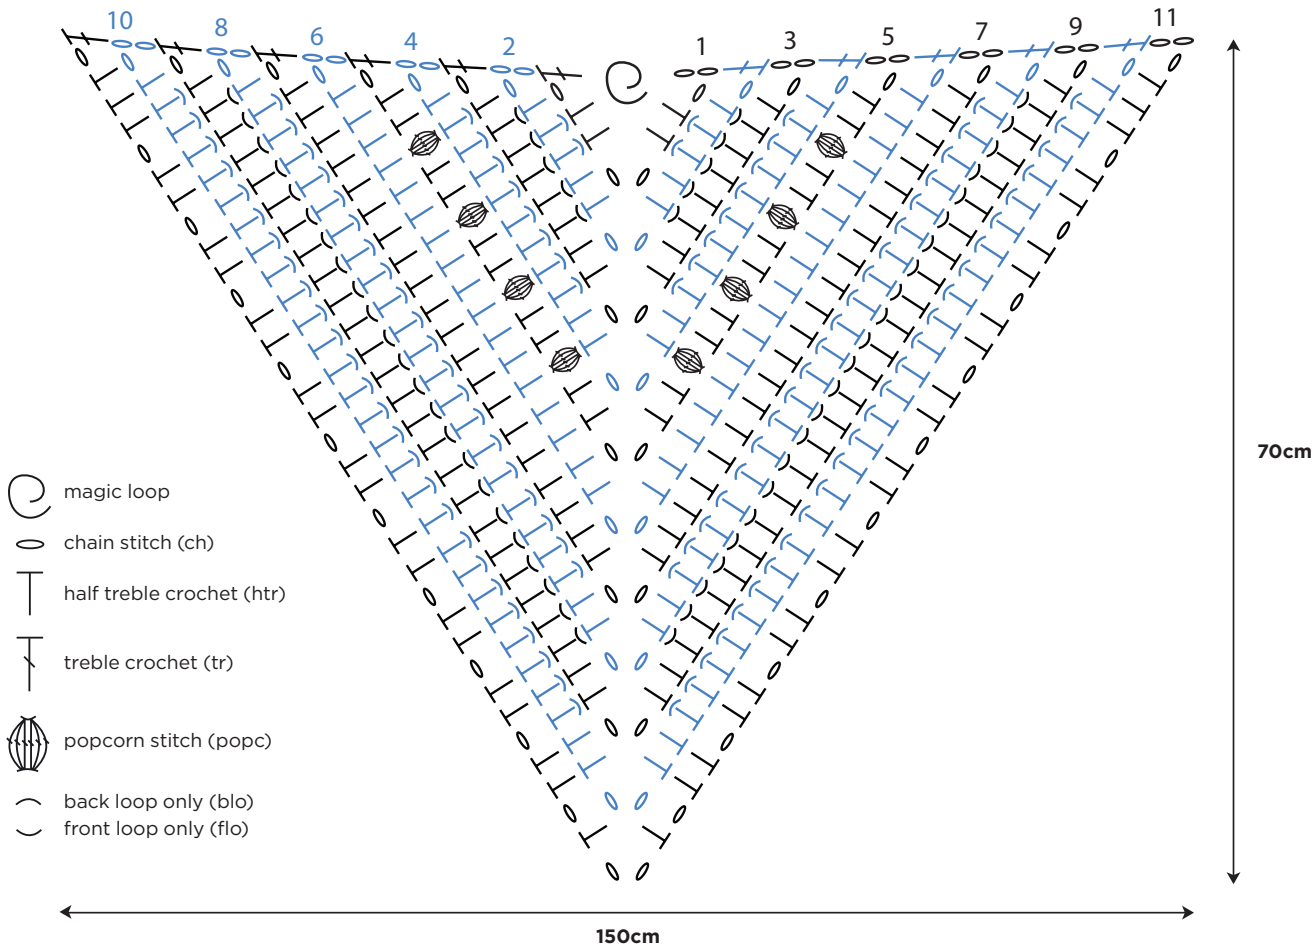 10 8 6 4 2 1 3 5 7 9 11
70cm
magic loop
chain stitch (ch)
half treble crochet (htr)
treble crochet (tr)
popcorn stitch (popc)
back loop only (blo)
front loop only (flo)
150cm